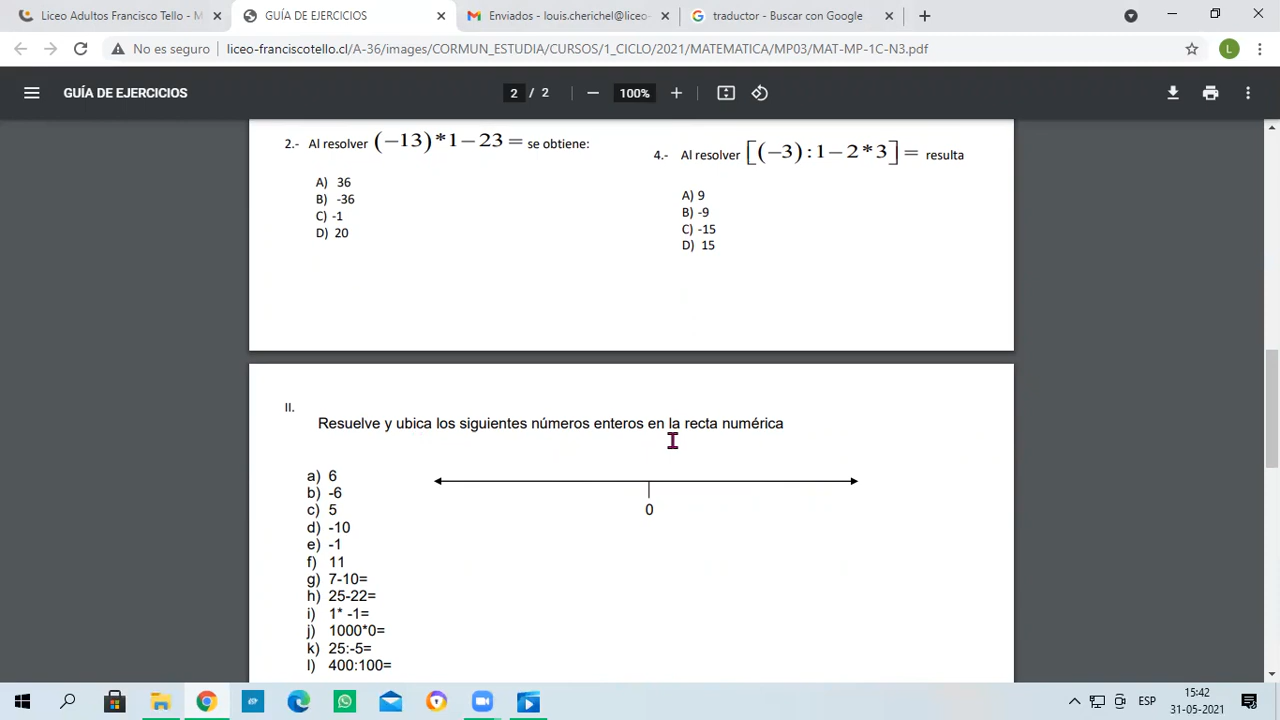 Liceo Adultos Francisco Tello - M
GUÍA DE EJERCICIOS
Enviados - louis.cherichel@liceo-
traductor - Buscar con Google
No es seguro
liceo-franciscotello.cl/A-36/images/CORMUN_ESTUDIA/CURSOS/1_CICLO/2021/MATEMATICA/MP03/MAT-MP-1C-N3.pdf
L
GUÍA DE EJERCICIOS
2 / 2
100%
2.- Al resolver (−13)*1−23 = se obtiene:
A) 36
B) -36
C) -1
D) 20
4.- Al resolver [(−3):1−2*3] = resulta
A) 9
B) -9
C) -15
D) 15
II.
Resuelve y ubica los siguientes números enteros en la recta numérica
a) 6
b) -6
c) 5
d) -10
e) -1
f) 11
g) 7-10=
h) 25-22=
i) 1* -1=
j) 1000*0=
k) 25:-5=
l) 400:100=
0
ESP
15:42
31-05-2021